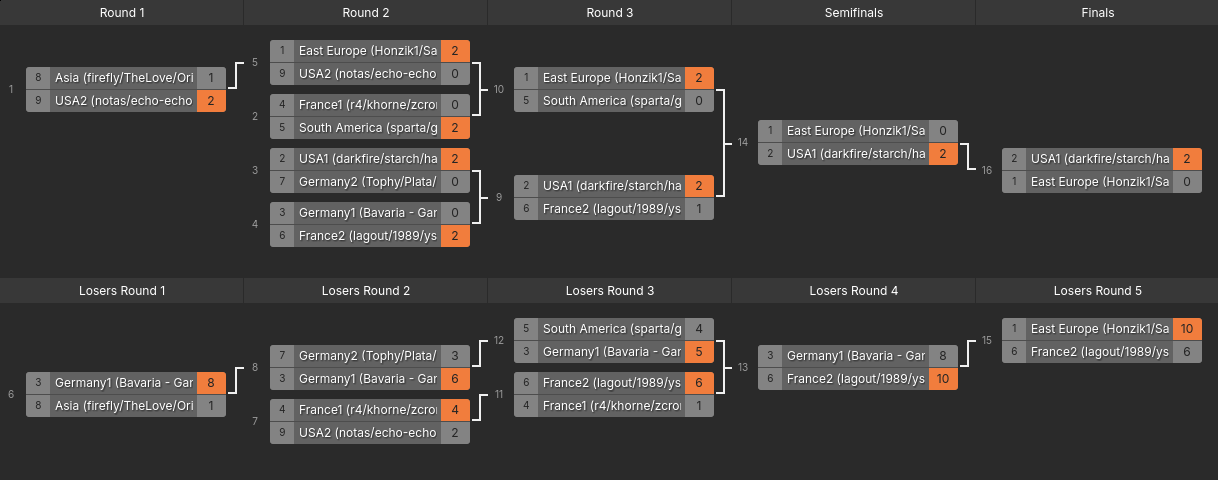 Round 1
Round 2
Round 3
Semifinals
Finals
1
8 Asia (firefly/TheLove/Ori 1
9 USA2 (notas/echo-echo 2
5
1 East Europe (Honzik1/Sa 2
9 USA2 (notas/echo-echo 0
2
4 France1 (r4/khorne/zcro 0
5 South America (sparta/g 2
3
2 USA1 (darkfire/starch/ha 2
7 Germany2 (Tophy/Plata/ 0
4
3 Germany1 (Bavaria - Gar 0
6 France2 (lagout/1989/ys 2
10
1 East Europe (Honzik1/Sa 2
5 South America (sparta/g 0
9
2 USA1 (darkfire/starch/ha 2
6 France2 (lagout/1989/ys 1
14
1 East Europe (Honzik1/Sa 0
2 USA1 (darkfire/starch/ha 2
16
2 USA1 (darkfire/starch/ha 2
1 East Europe (Honzik1/Sa 0
Losers Round 1
Losers Round 2
Losers Round 3
Losers Round 4
Losers Round 5
6
3 Germany1 (Bavaria - Gar 8
8 Asia (firefly/TheLove/Ori 1
8
7 Germany2 (Tophy/Plata/ 3
3 Germany1 (Bavaria - Gar 6
7
4 France1 (r4/khorne/zcro 4
9 USA2 (notas/echo-echo 2
12
5 South America (sparta/g 4
3 Germany1 (Bavaria - Gar 5
11
6 France2 (lagout/1989/ys 6
4 France1 (r4/khorne/zcro 1
13
3 Germany1 (Bavaria - Gar 8
6 France2 (lagout/1989/ys 10
15
1 East Europe (Honzik1/Sa 10
6 France2 (lagout/1989/ys 6